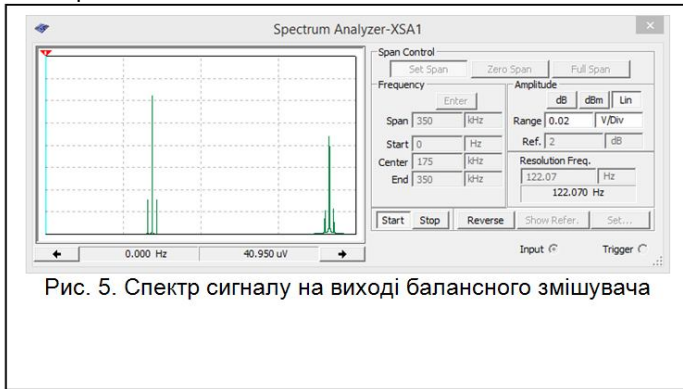 Spectrum Analyzer-XSA1
Span Control
Set Span Zero Span Full Span
Frequency
Enter
Span 350 kHz
Start 0 Hz
Center 175 kHz
End 350 kHz
Amplitude
dB dBm Lin
Range 0.02 V/Div
Ref. 2 dB
Resolution Freq.
122.07 Hz
122.070 Hz
Start Stop Reverse Show Refer. Set...
0.000 Hz 40.950 uV
Input Trigger
Рис. 5. Спектр сигналу на виході балансного змішувача